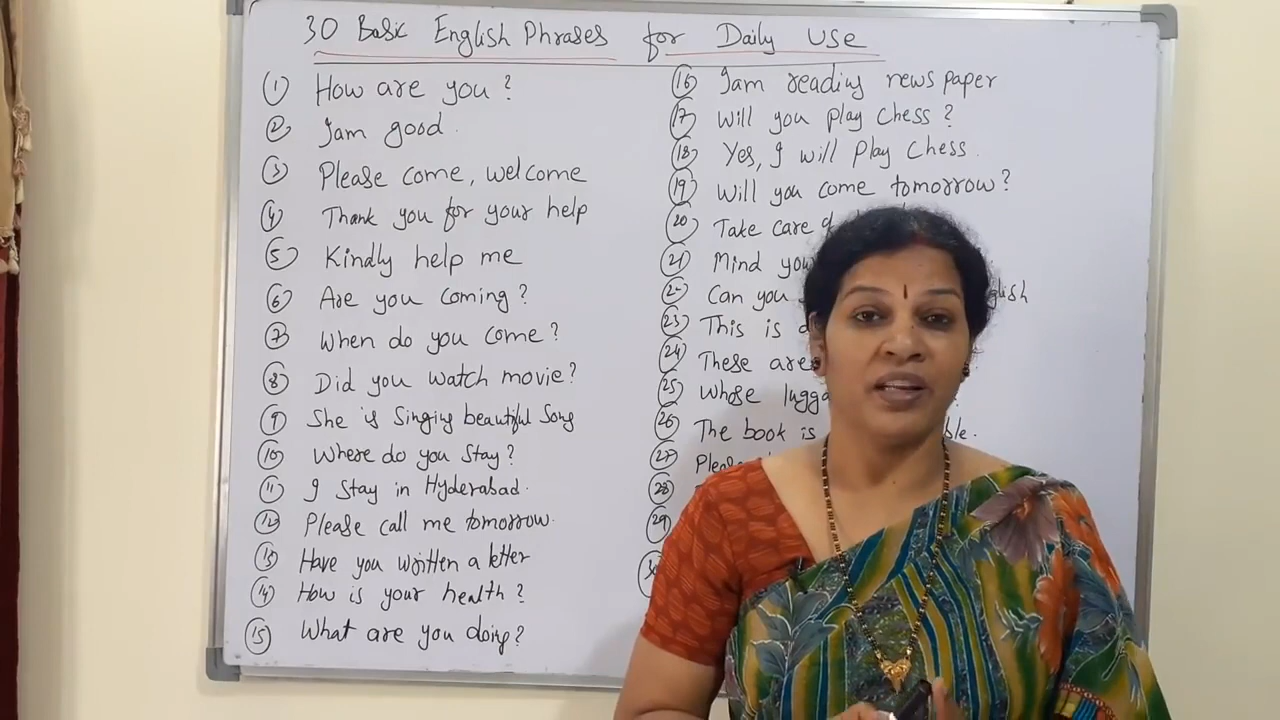 30 Basic English Phrases for Daily Use
1 How are you?
2 Iam good.
3 Please come, welcome
4 Thank you for your help
5 Kindly help me
6 Are you coming?
7 When do you come?
8 Did you watch movie?
9 She is Singing beautiful Song
10 Where do you Stay?
11 I Stay in Hyderabad.
12 Please call me tomorrow.
13 Have you written a letter
14 How is your health?
15 What are you doing?
16 Iam reading news paper
17 Will you play chess?
18 Yes, I will play chess.
19 Will you come tomorrow?
20 Take care
21 Mind
22 Can you
23 This is
24 These are
25 Whose
26 The book is
27
28
29